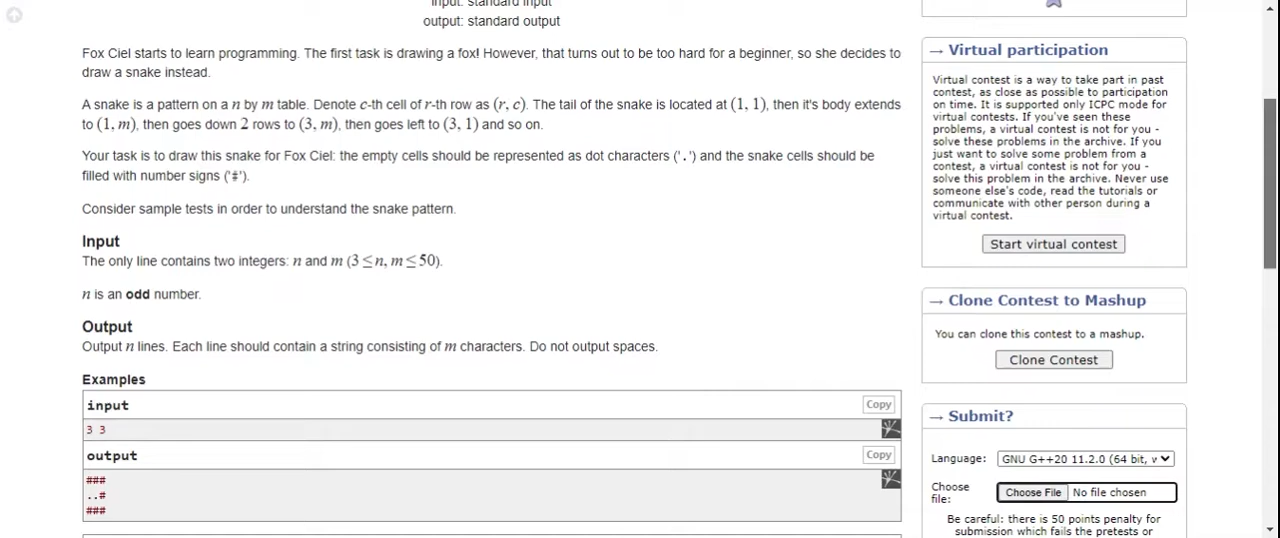 input: standard input
output: standard output
Fox Ciel starts to learn programming. The first task is drawing a fox! However, that turns out to be too hard for a beginner, so she decides to
draw a snake instead.
A snake is a pattern on a n by m table. Denote c-th cell of r-th row as (r, c). The tail of the snake is located at (1, 1), then it's body extends
to (1, m), then goes down 2 rows to (3, m), then goes left to (3, 1) and so on.
Your task is to draw this snake for Fox Ciel: the empty cells should be represented as dot characters ('.') and the snake cells should be
filled with number signs ('#').
Consider sample tests in order to understand the snake pattern.
Input
The only line contains two integers: n and m (3 ≤ n, m ≤ 50).
n is an odd number.
Output
Output n lines. Each line should contain a string consisting of m characters. Do not output spaces.
Examples
input
Copy
3 3
output
Copy
###
..#
###
→ Virtual participation
Virtual contest is a way to take part in past
contest, as close as possible to participation
on time. It is supported only ICPC mode for
virtual contests. If you've seen these
problems, a virtual contest is not for you -
solve these problems in the archive. If you
just want to solve some problem from a
contest, a virtual contest is not for you -
solve this problem in the archive. Never use
someone else's code, read the tutorials or
communicate with other person during a
virtual contest.
Start virtual contest
→ Clone Contest to Mashup
You can clone this contest to a mashup.
Clone Contest
→ Submit?
Language: GNU G++20 11.2.0 (64 bit, v
Choose
file:
Choose File No file chosen
Be careful: there is 50 points penalty for
submission which fails the pretests or